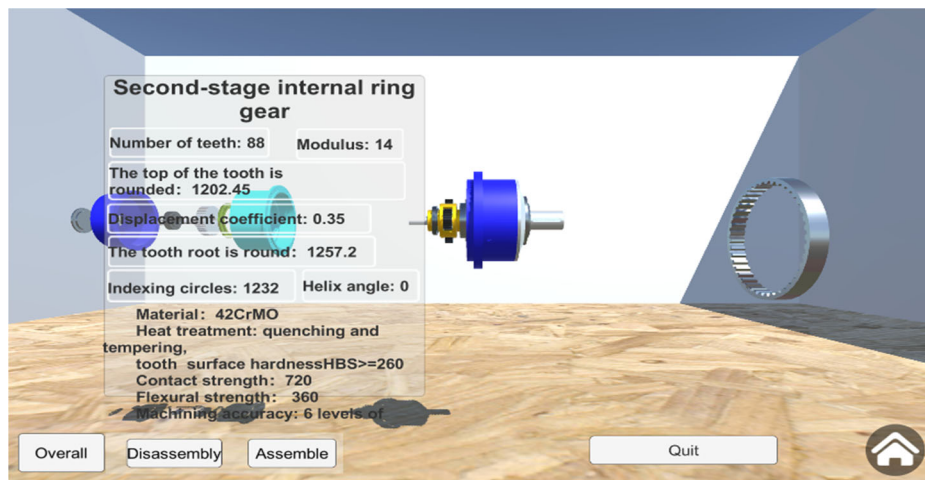 Second-stage internal ring
gear
Number of teeth: 88
Modulus: 14
The top of the tooth is
rounded: 1202.45
Displacement coefficient: 0.35
The tooth root is round: 1257.2
Indexing circles: 1232
Helix angle: 0
Material: 42CrMO
Heat treatment: quenching and
tempering,
tooth surface hardnessHBS>=260
Contact strength: 720
Flexural strength: 360
Machining accuracy: 6 levels of
Overall
Disassembly
Assemble
Quit